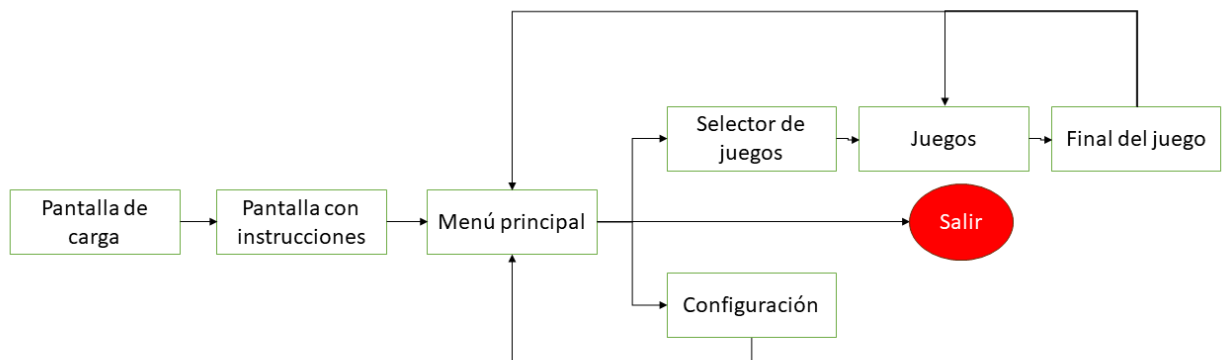 Selector de
juegos
Juegos
Final del juego
Pantalla de
carga
Pantalla con
instrucciones
Menú principal
Salir
Configuración